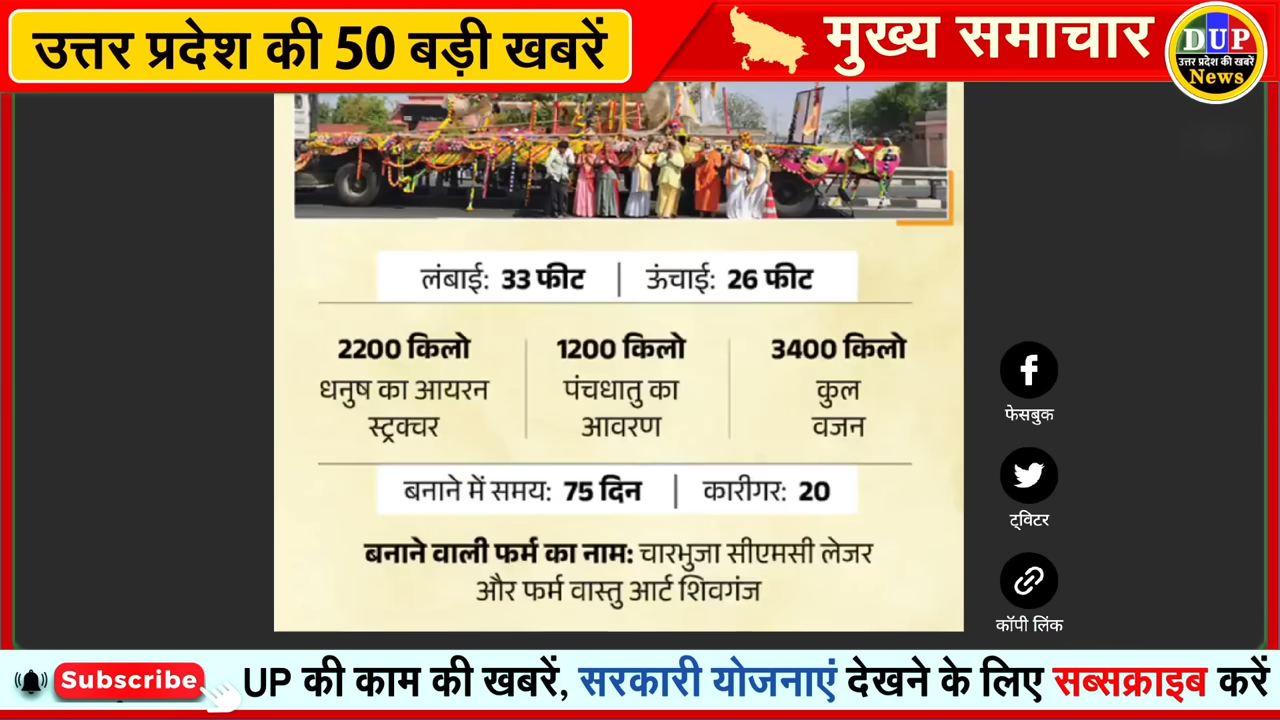 उत्तर प्रदेश की 50 बड़ी खबरें
मुख्य समाचार
DUP
उत्तर प्रदेश की खबरें
News
लंबाई: 33 फीट | ऊंचाई: 26 फीट
2200 किलो
धनुष का आयरन
स्ट्रक्चर
1200 किलो
पंचधातु का
आवरण
3400 किलो
कुल
वजन
बनाने में समय: 75 दिन | कारीगर: 20
बनाने वाली फर्म का नाम: चारभुजा सीएमसी लेजर
और फर्म वास्तु आर्ट शिवगंज
फेसबुक
ट्विटर
कॉपी लिंक
Subscribe
UP की काम की खबरें, सरकारी योजनाएं देखने के लिए सब्सक्राइब करें